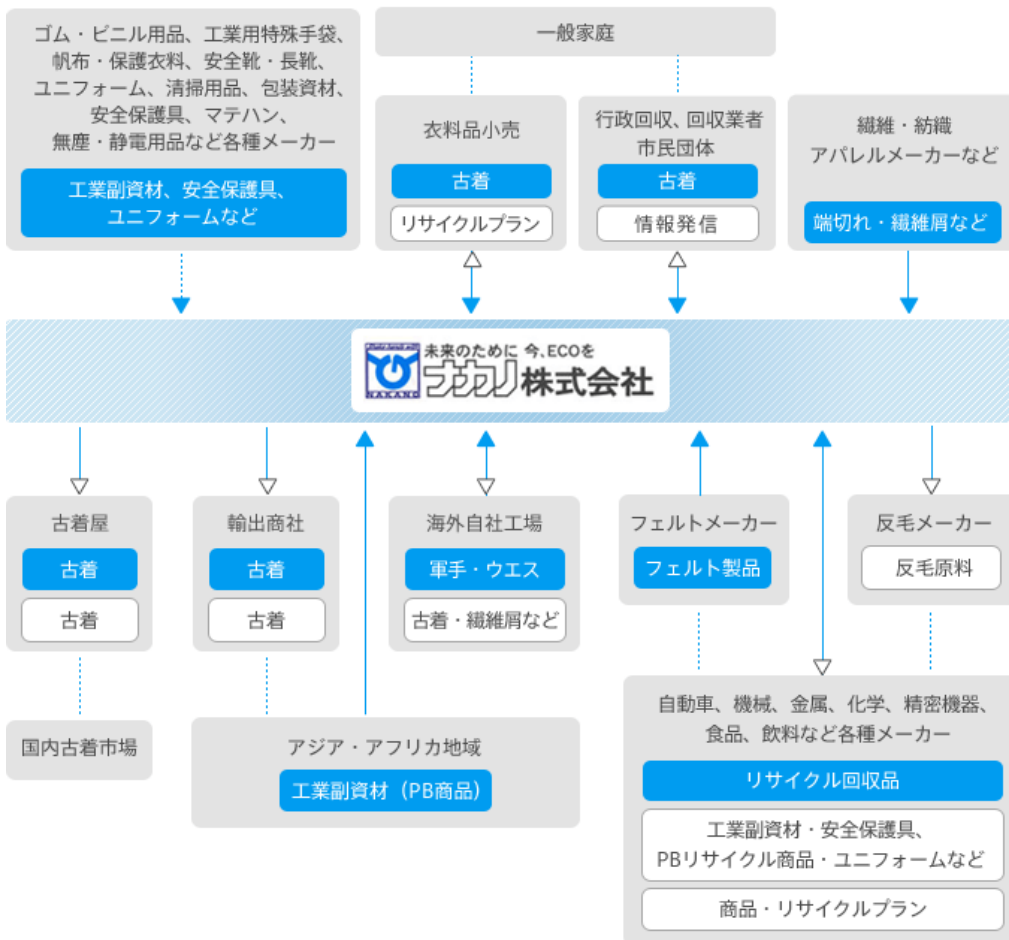 ゴム・ビニル用品、工業用特殊手袋、
帆布・保護衣料、安全靴・長靴、
ユニフォーム、清掃用品、包装資材、
安全保護具、マテハン、
無塵・静電用品など各種メーカー
工業副資材、安全保護具、
ユニフォームなど
一般家庭
衣料品小売
古着
リサイクルプラン
行政回収、回収業者
市民団体
古着
情報発信
繊維・紡織
アパレルメーカーなど
端切れ・繊維屑など
NAKANO
未来のために 今、ECOを
ナカノ株式会社
古着屋
古着
古着
輸出商社
古着
古着
海外自社工場
軍手・ウエス
古着・繊維屑など
フェルトメーカー
フェルト製品
反毛メーカー
反毛原料
国内古着市場
アジア・アフリカ地域
工業副資材（PB商品）
自動車、機械、金属、化学、精密機器、
食品、飲料など各種メーカー
リサイクル回収品
工業副資材・安全保護具、
PBリサイクル商品・ユニフォームなど
商品・リサイクルプラン